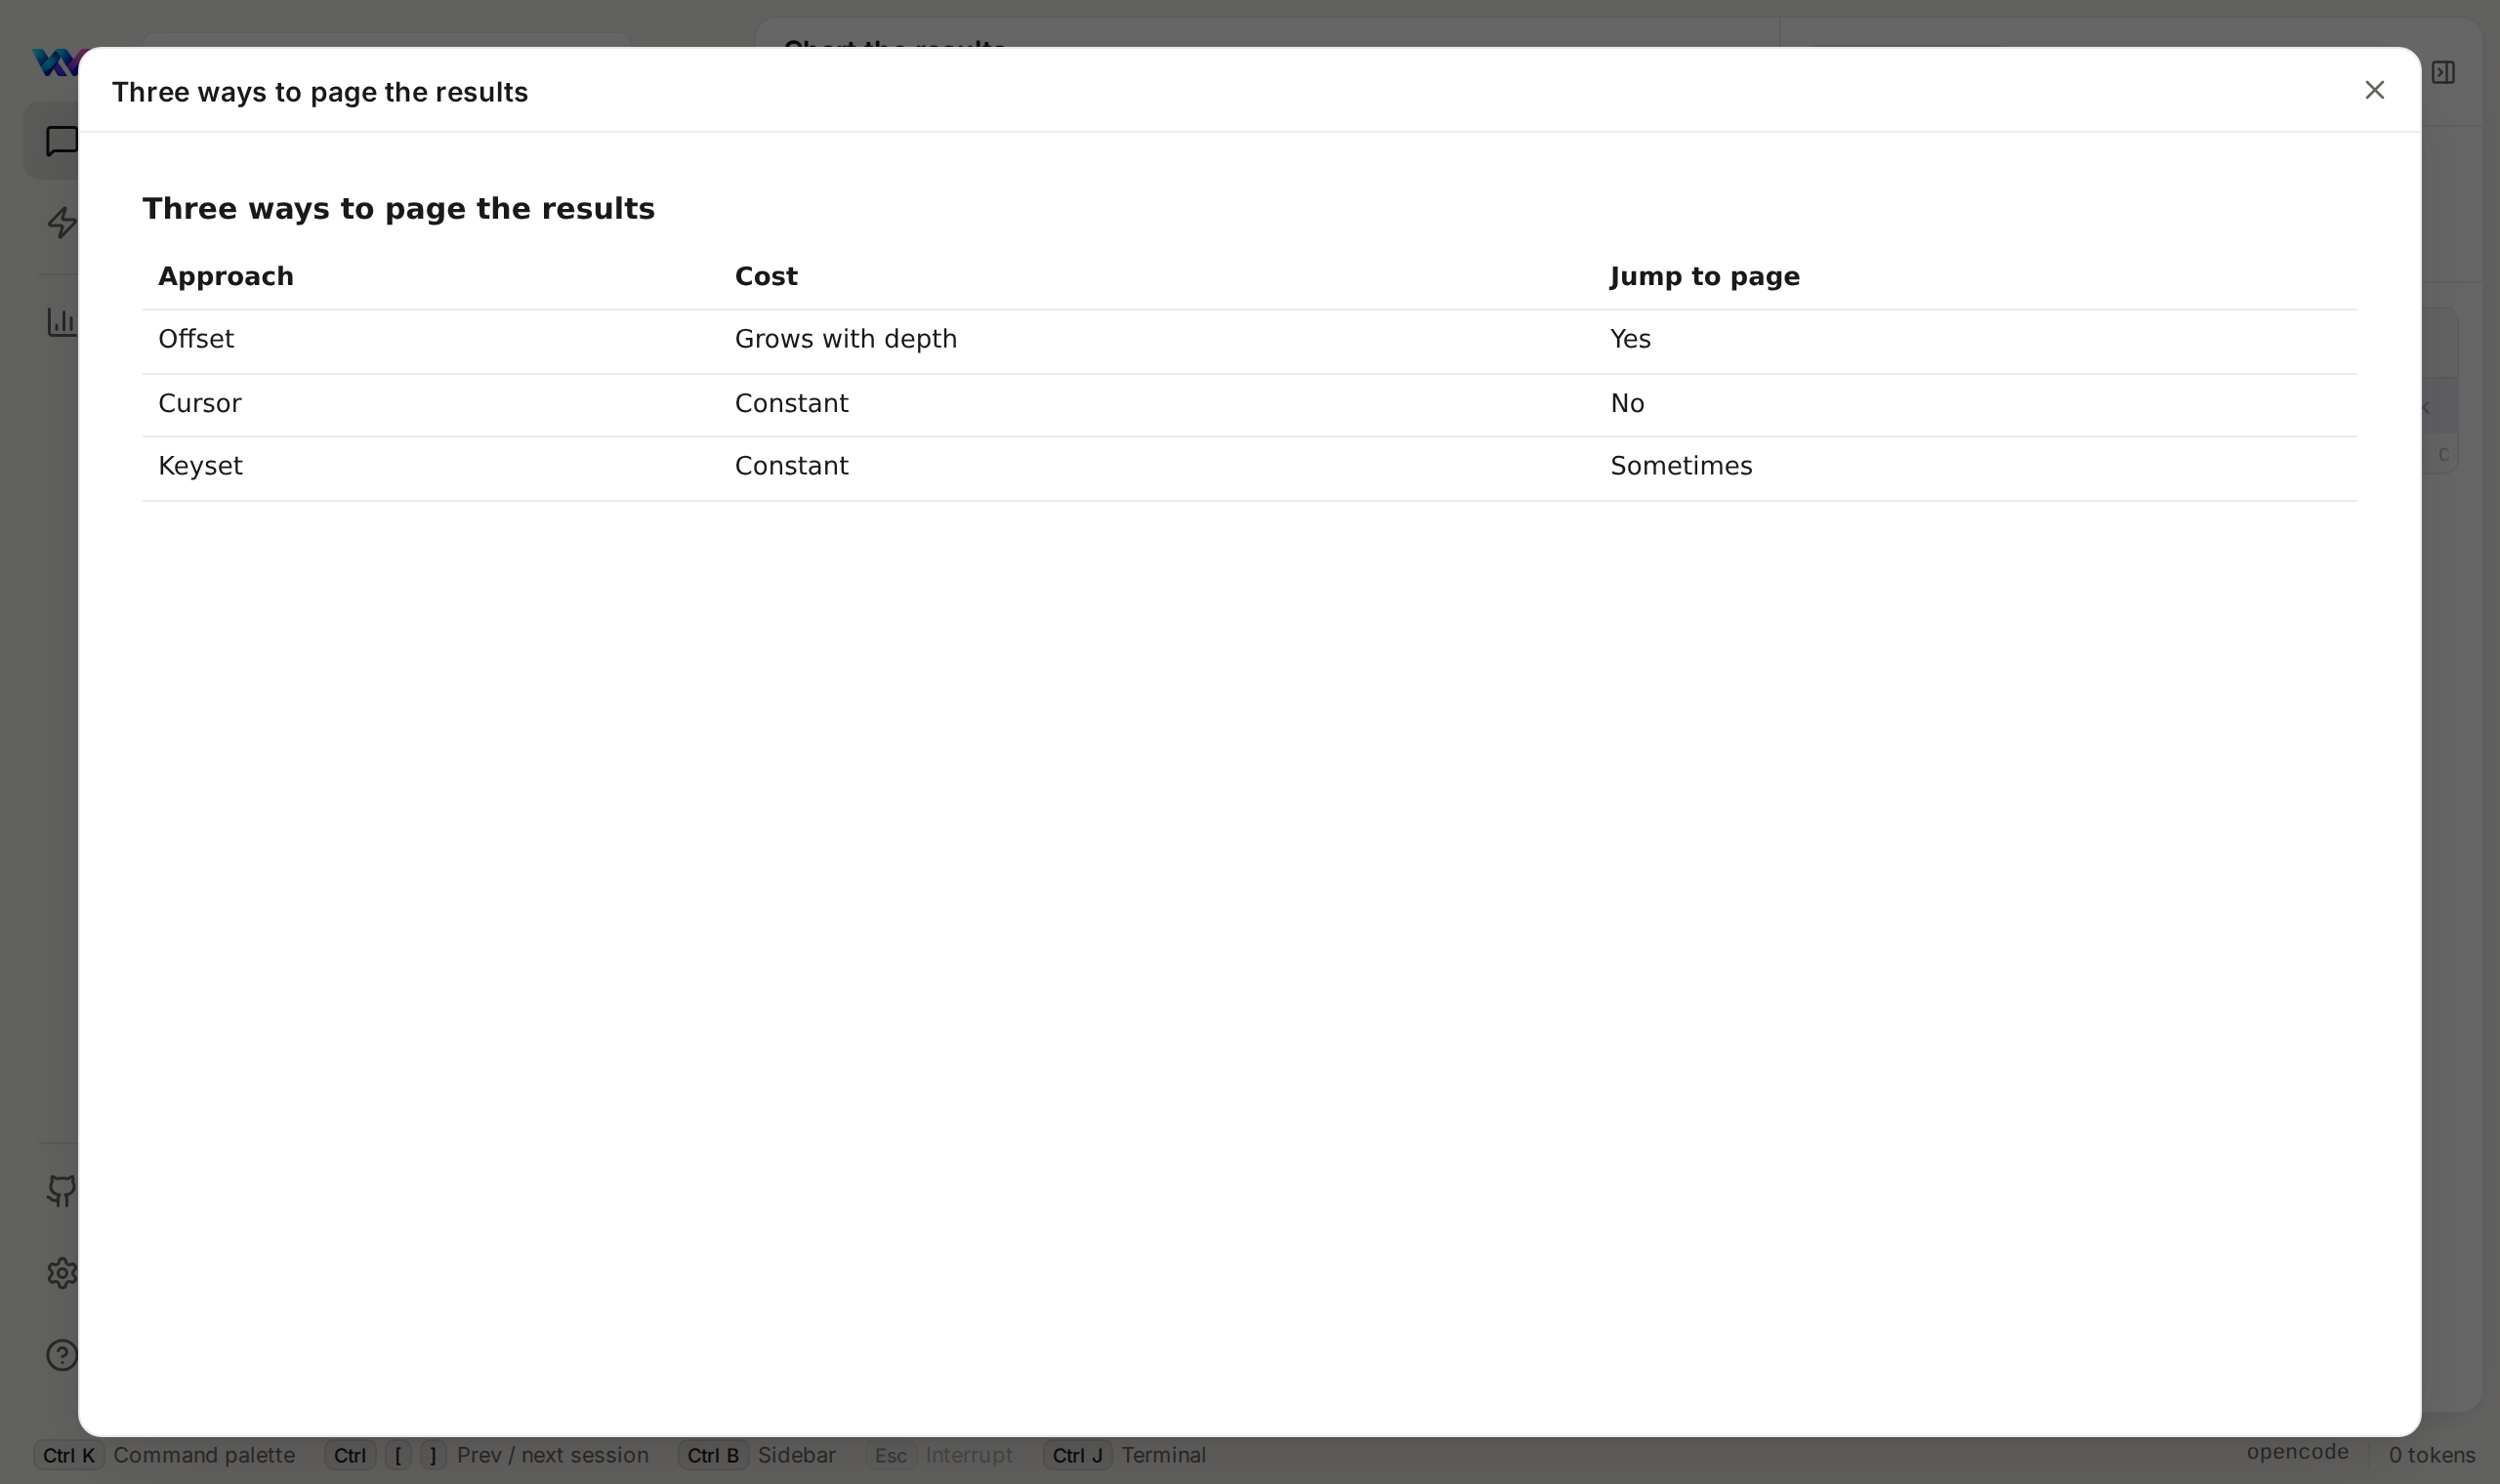 Three ways to page the results
Three ways to page the results
Approach Cost Jump to page
Offset Grows with depth Yes
Cursor Constant No
Keyset Constant Sometimes
Ctrl K Command palette Ctrl [ ] Prev / next session Ctrl B Sidebar Esc Interrupt Ctrl J Terminal opencode 0 tokens